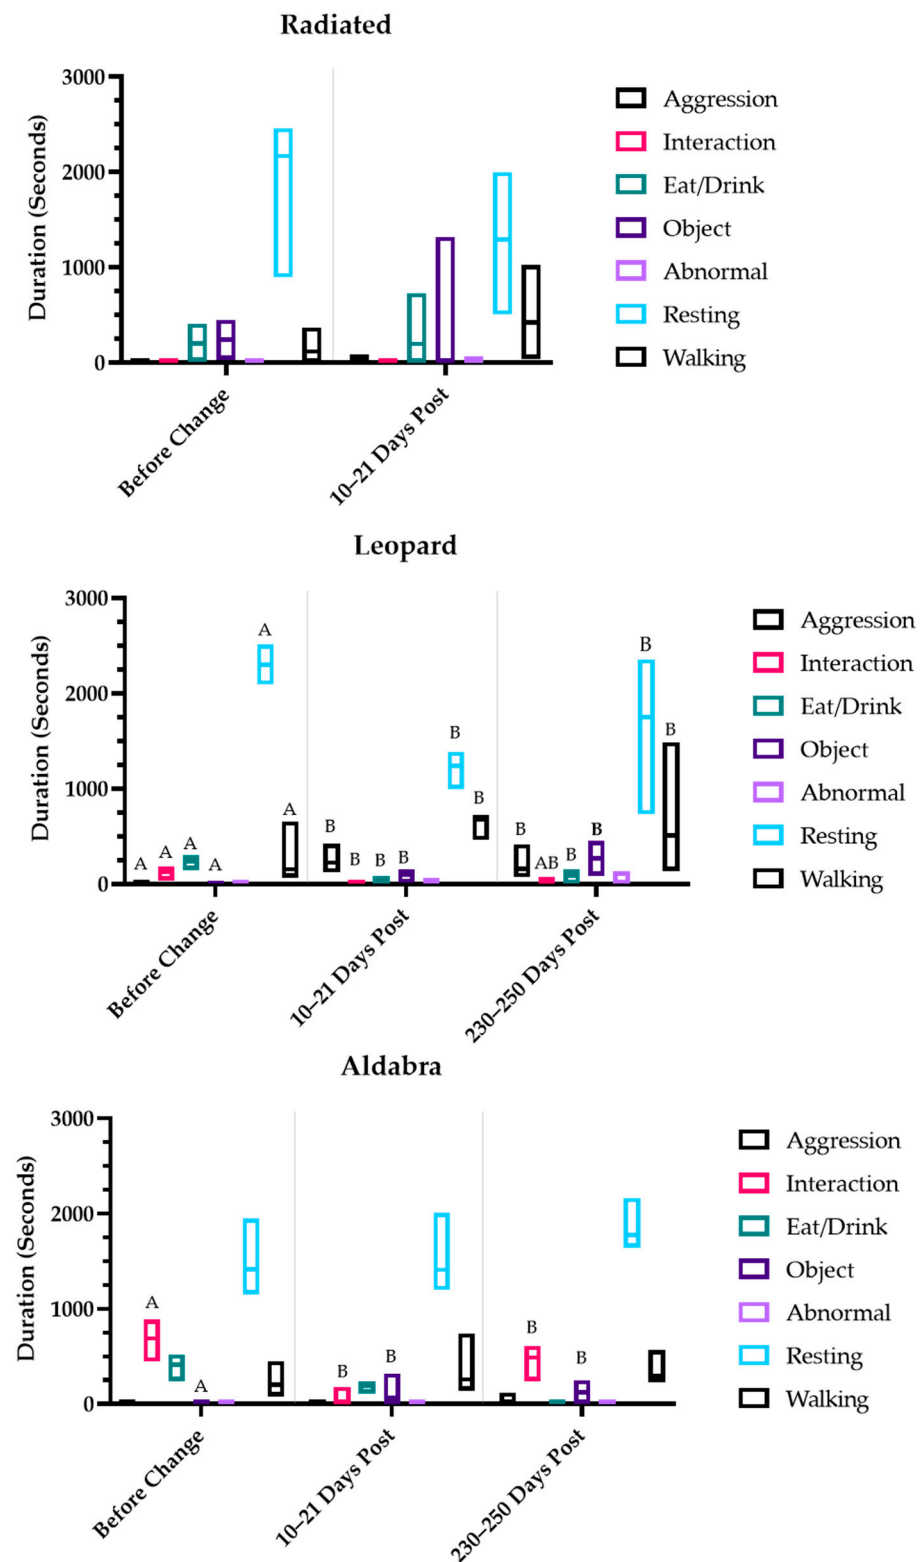 Radiated
3000
2000
1000
0
Duration (Seconds)
Before Change
10–21 Days Post
Aggression
Interaction
Eat/Drink
Object
Abnormal
Resting
Walking
Leopard
3000
2000
1000
0
Duration (Seconds)
A A A A A A
B B B B B B
B AB B B B B
Before Change
10–21 Days Post
230–250 Days Post
Aggression
Interaction
Eat/Drink
Object
Abnormal
Resting
Walking
Aldabra
3000
2000
1000
0
Duration (Seconds)
A A
B B
B B
Before Change
10–21 Days Post
230–250 Days Post
Aggression
Interaction
Eat/Drink
Object
Abnormal
Resting
Walking